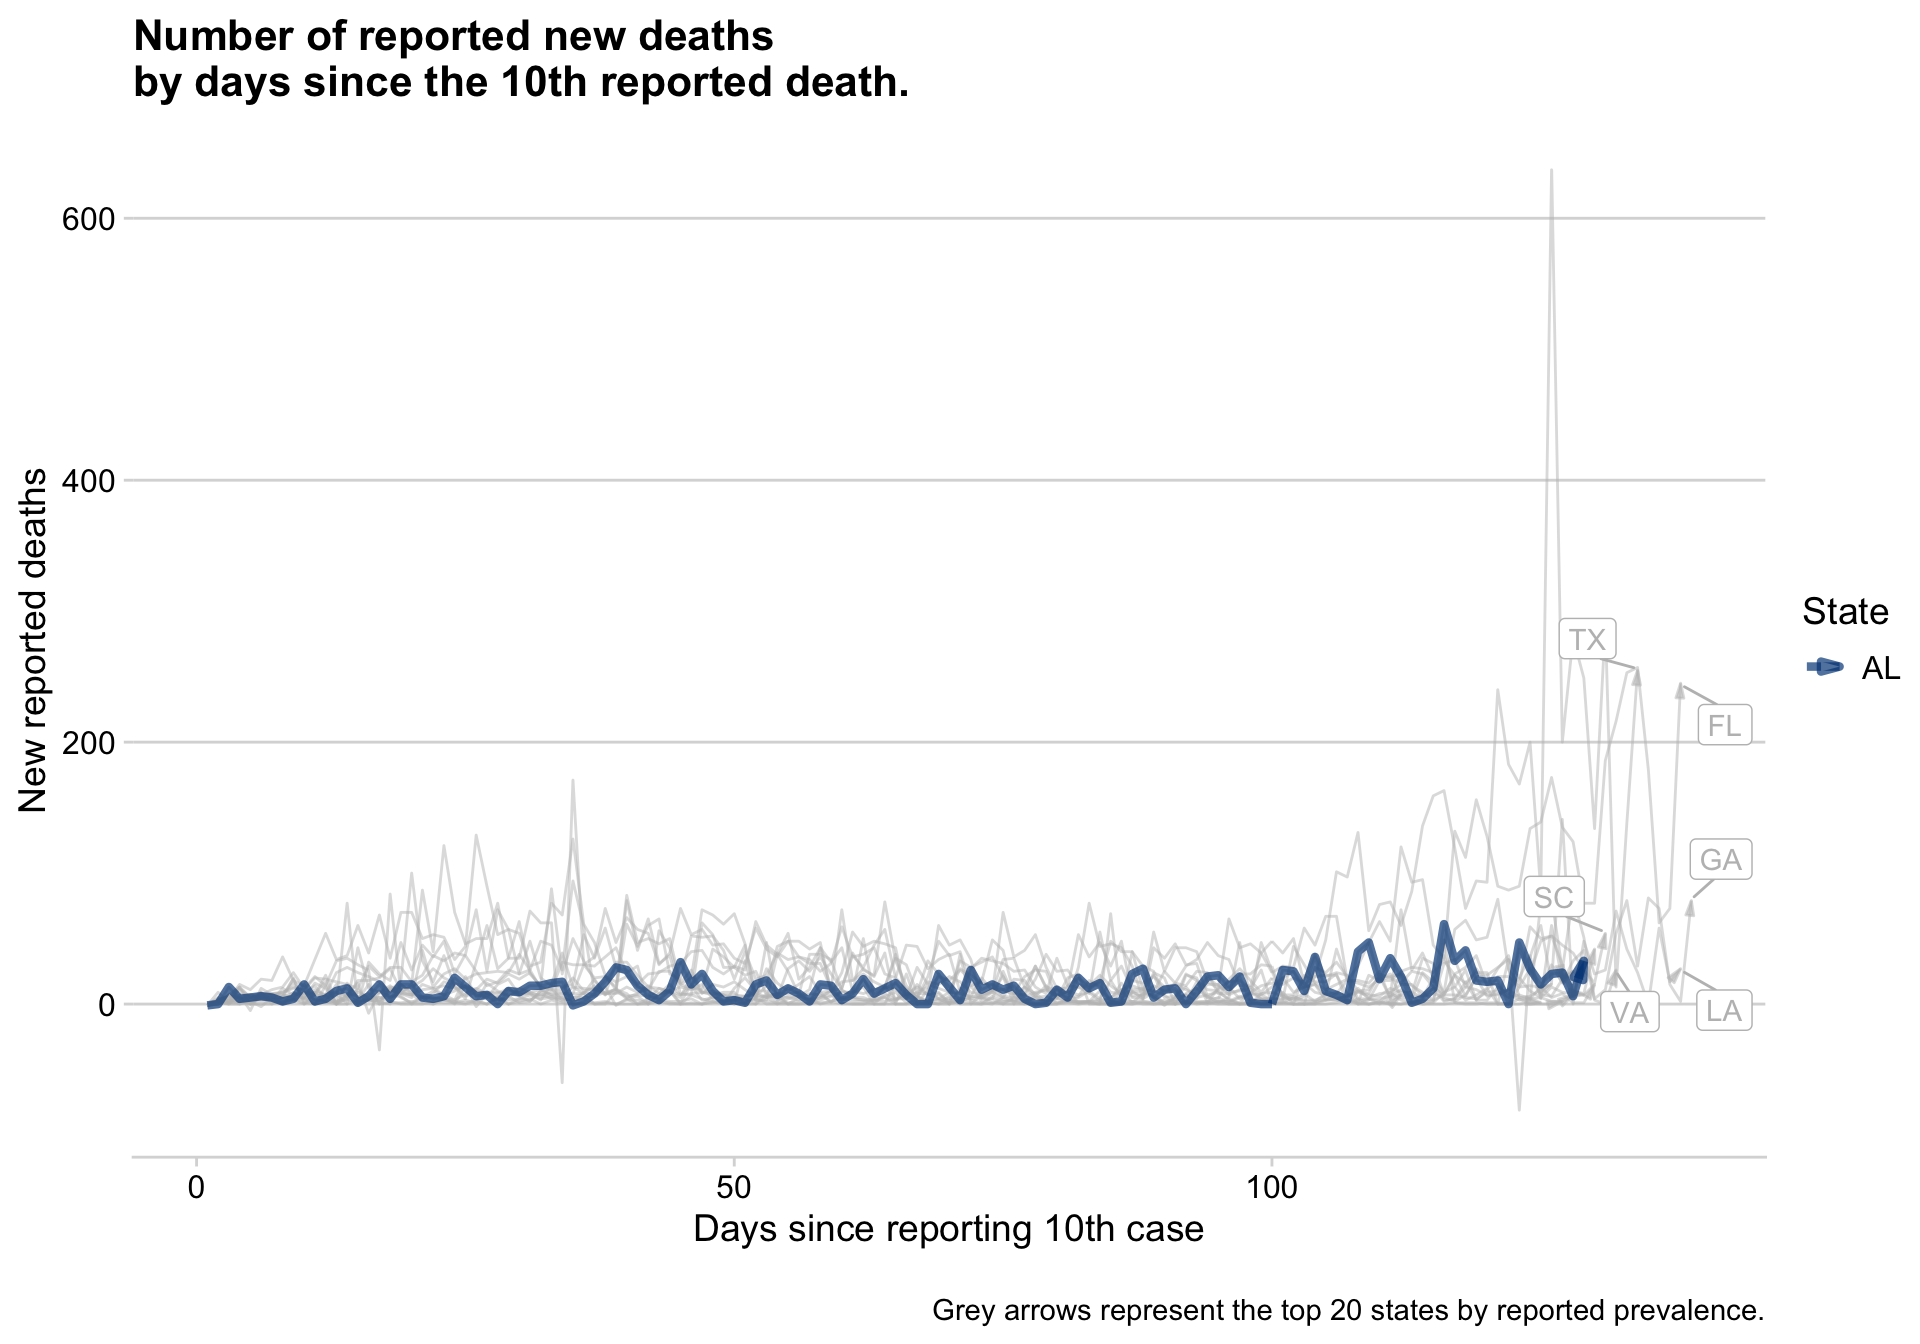 Number of reported new deaths
by days since the 10th reported death.
New reported deaths
600
400
200
0
0
50
100
Days since reporting 10th case
TX
FL
GA
SC
VA
LA
State
AL
Grey arrows represent the top 20 states by reported prevalence.